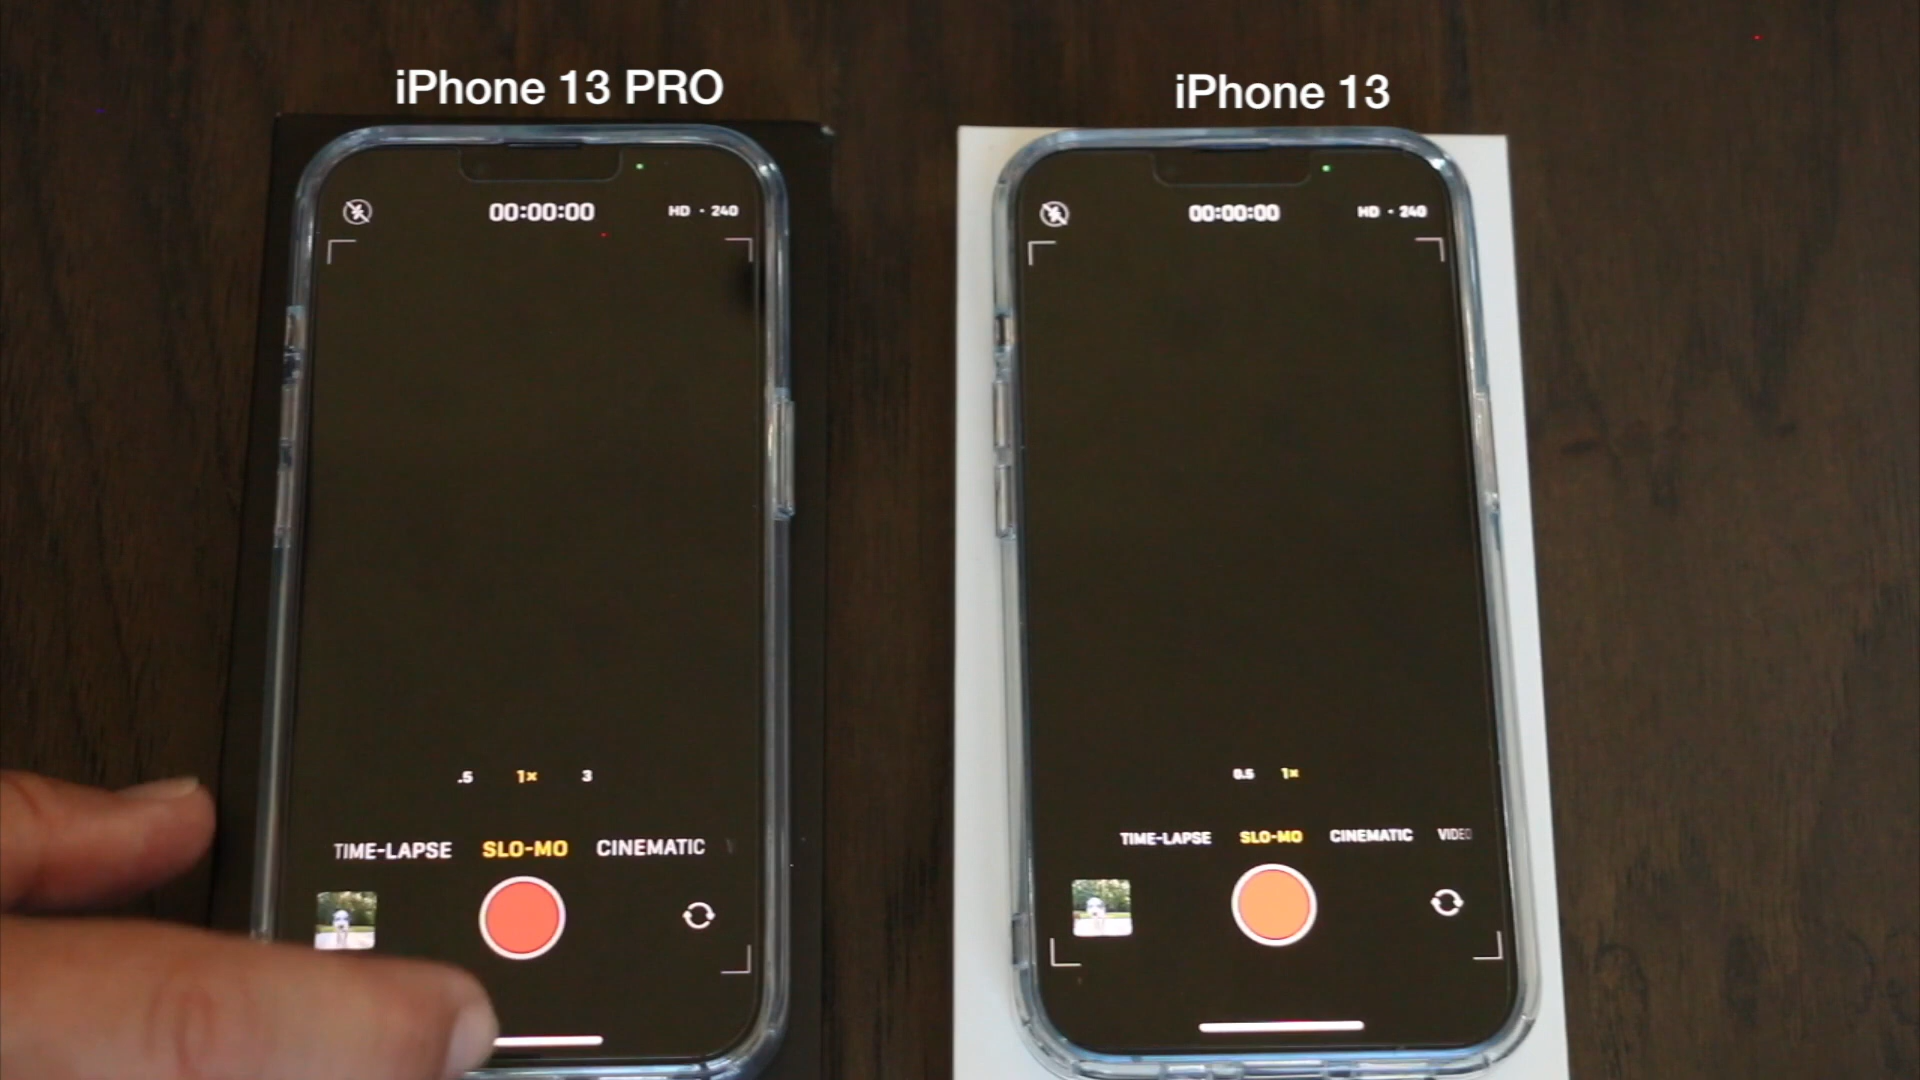 iPhone 13 PRO
00:00:00
HD · 240
.5 1× 3
TIME-LAPSE SLO-MO CINEMATIC
iPhone 13
00:00:00
HD · 240
0.5 1×
TIME-LAPSE SLO-MO CINEMATIC VIDEO